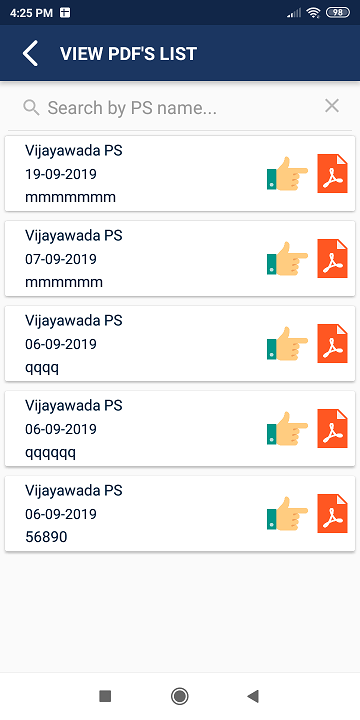 4:25 PM
98
VIEW PDF'S LIST
Search by PS name...
Vijayawada PS
19-09-2019
mmmmmmm
Vijayawada PS
07-09-2019
mmmmmm
Vijayawada PS
06-09-2019
qqqq
Vijayawada PS
06-09-2019
qqqqqq
Vijayawada PS
06-09-2019
56890